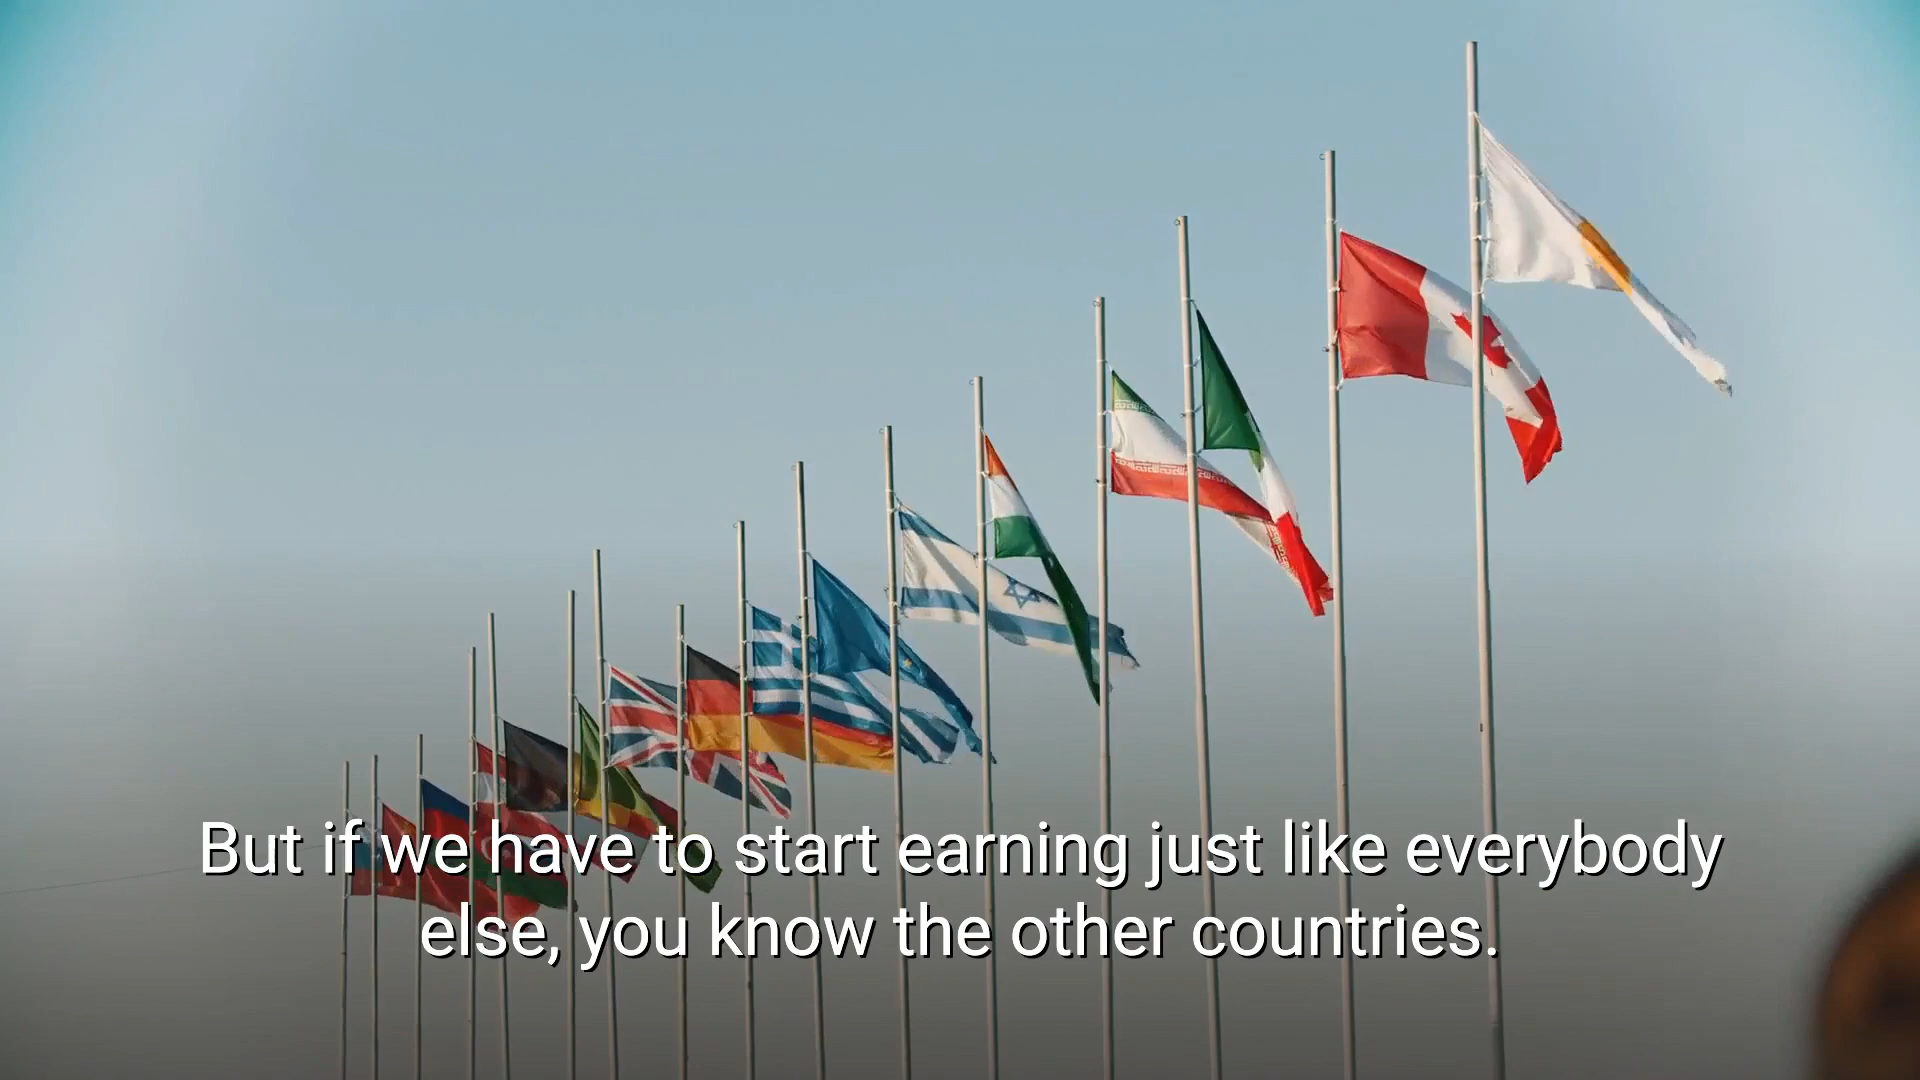 But if we have to start earning just like everybody
else, you know the other countries.